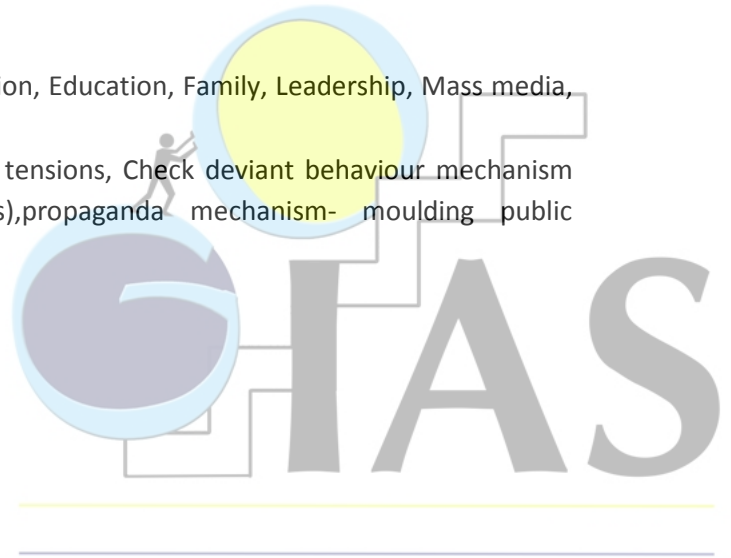 ion, Education, Family, Leadership, Mass media,
tensions, Check deviant behaviour mechanism
s),propaganda mechanism- moulding public
GIAS